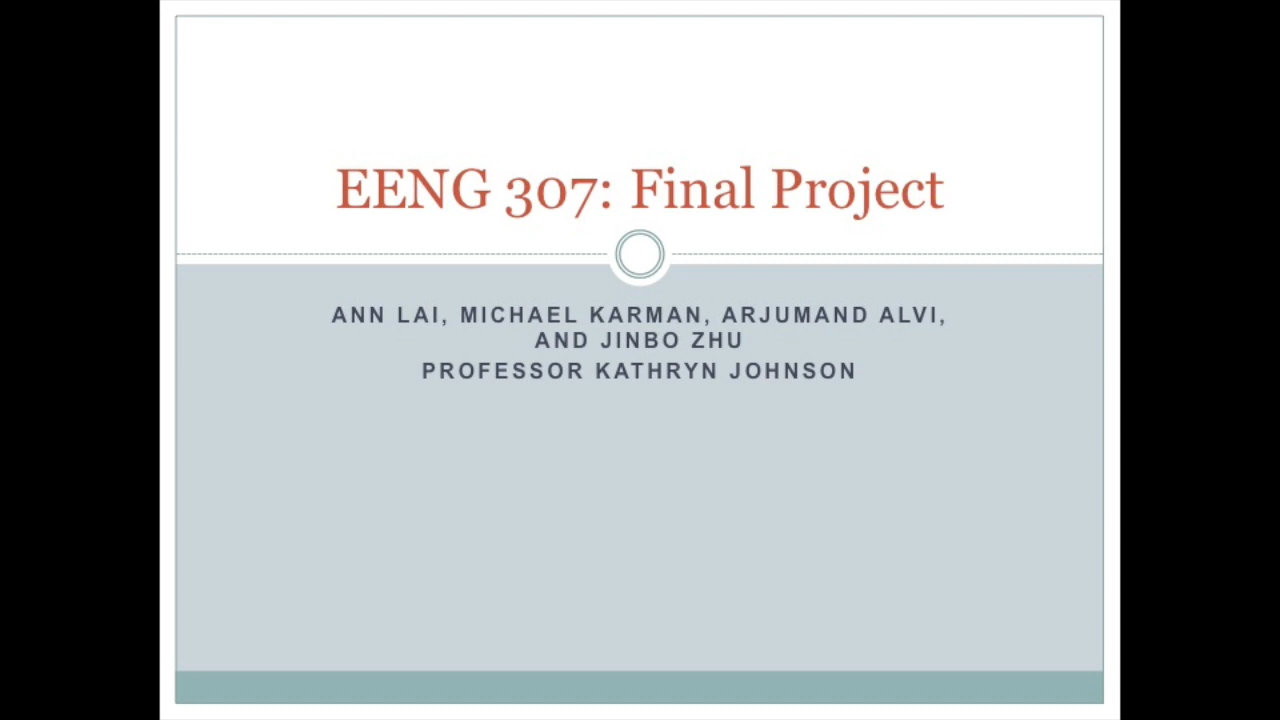 EENG 307: Final Project
ANN LAI, MICHAEL KARMAN, ARJUMAND ALVI,
AND JINBO ZHU
PROFESSOR KATHRYN JOHNSON